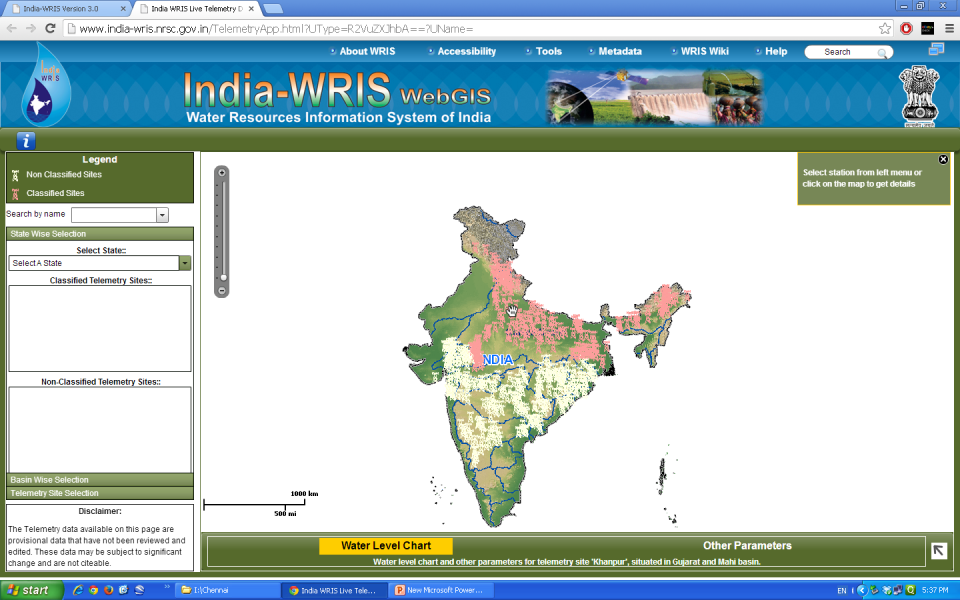 India-WRIS Version 3.0
India WRIS Live Telemetry D
www.india-wris.nrsc.gov.in/TelemetryApp.html?UType=R2VuZXJhbA==?UName=
About WRIS
Accessibility
Tools
Metadata
WRIS Wiki
Help
Search
WRIS
India-WRIS WebGIS
Water Resources Information System of India
Legend
Non Classified Sites
Classified Sites
Search by name
State Wise Selection
Select State::
Select A State
Classified Telemetry Sites::
Non-Classified Telemetry Sites::
Basin Wise Selection
Telemetry Site Selection
Disclaimer:
The Telemetry data available on this page are
provisional data that have not been reviewed and
edited. These data may be subject to significant
change and are not citeable.
Select station from left menu or
click on the map to get details
NDIA
1000 km
500 mi
Water Level Chart
Other Parameters
Water level chart and other parameters for telemetry site 'Khanpur', situated in Gujarat and Mahi basin.
start
I:\Chennai
India WRIS Live Tele...
New Microsoft Power...
EN
5:37 PM